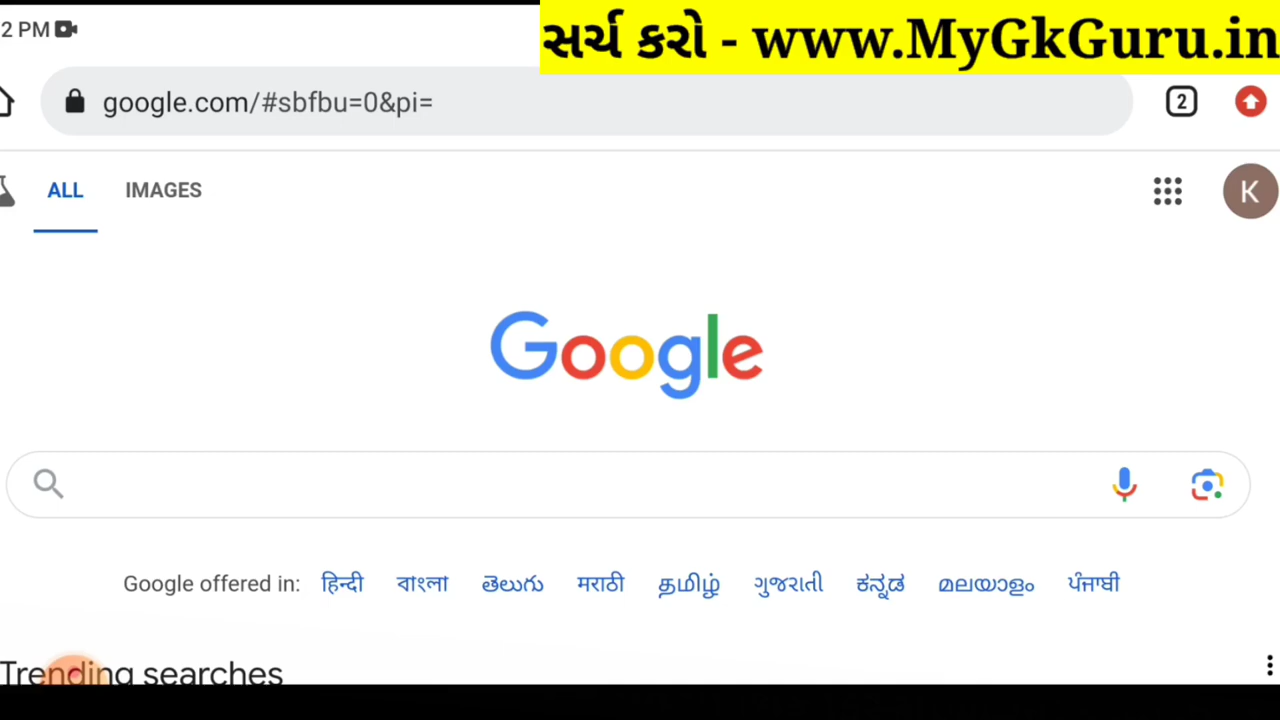 2 PM
સર્ચ કરો - www.MyGkGuru.in
google.com/#sbfbu=0&pi=
2
ALL IMAGES
K
Google
Google offered in: हिन्दी বাংলা తెలుగు मराठी தமிழ் ગુજરાતી ಕನ್ನಡ മലയാളം ਪੰਜਾਬੀ
Trending searches